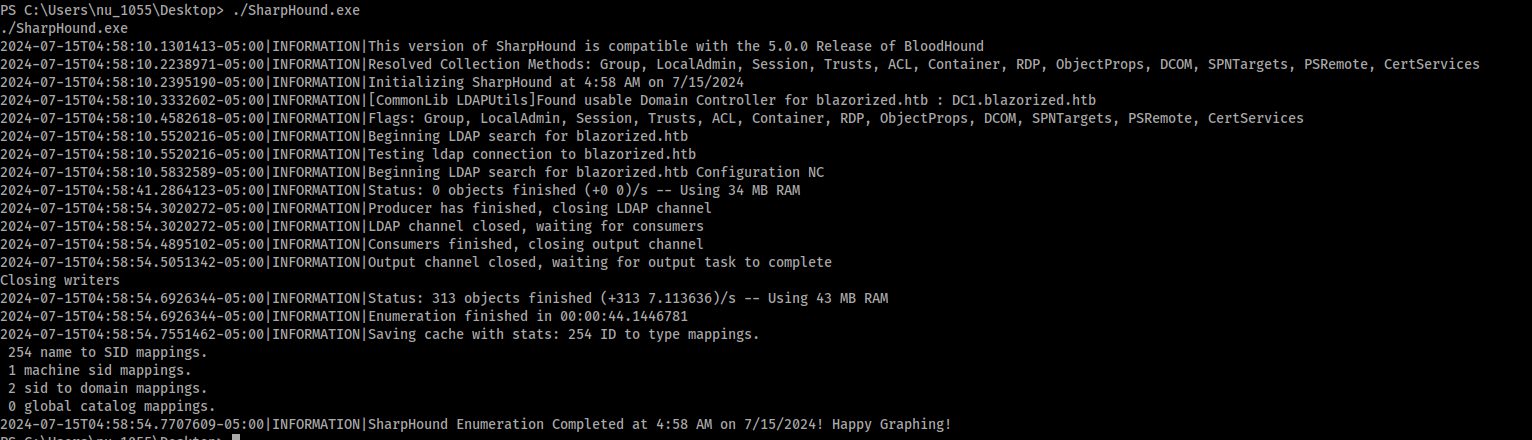 PS C:\Users\nu_1055\Desktop> ./SharpHound.exe
./SharpHound.exe
2024-07-15T04:58:10.1301413-05:00|INFORMATION|This version of SharpHound is compatible with the 5.0.0 Release of BloodHound
2024-07-15T04:58:10.2238971-05:00|INFORMATION|Resolved Collection Methods: Group, LocalAdmin, Session, Trusts, ACL, Container, RDP, ObjectProps, DCOM, SPNTargets, PSRemote, CertServices
2024-07-15T04:58:10.2395190-05:00|INFORMATION|Initializing SharpHound at 4:58 AM on 7/15/2024
2024-07-15T04:58:10.3332602-05:00|INFORMATION|[CommonLib LDAPUtils]Found usable Domain Controller for blazorized.htb : DC1.blazorized.htb
2024-07-15T04:58:10.4582618-05:00|INFORMATION|Flags: Group, LocalAdmin, Session, Trusts, ACL, Container, RDP, ObjectProps, DCOM, SPNTargets, PSRemote, CertServices
2024-07-15T04:58:10.5520216-05:00|INFORMATION|Beginning LDAP search for blazorized.htb
2024-07-15T04:58:10.5520216-05:00|INFORMATION|Testing ldap connection to blazorized.htb
2024-07-15T04:58:10.5832589-05:00|INFORMATION|Beginning LDAP search for blazorized.htb Configuration NC
2024-07-15T04:58:41.2864123-05:00|INFORMATION|Status: 0 objects finished (+0 0)/s -- Using 34 MB RAM
2024-07-15T04:58:54.3020272-05:00|INFORMATION|Producer has finished, closing LDAP channel
2024-07-15T04:58:54.3020272-05:00|INFORMATION|LDAP channel closed, waiting for consumers
2024-07-15T04:58:54.4895102-05:00|INFORMATION|Consumers finished, closing output channel
2024-07-15T04:58:54.5051342-05:00|INFORMATION|Output channel closed, waiting for output task to complete
Closing writers
2024-07-15T04:58:54.6926344-05:00|INFORMATION|Status: 313 objects finished (+313 7.113636)/s -- Using 43 MB RAM
2024-07-15T04:58:54.6926344-05:00|INFORMATION|Enumeration finished in 00:00:44.1446781
2024-07-15T04:58:54.7551462-05:00|INFORMATION|Saving cache with stats: 254 ID to type mappings.
254 name to SID mappings.
1 machine sid mappings.
2 sid to domain mappings.
0 global catalog mappings.
2024-07-15T04:58:54.7707609-05:00|INFORMATION|SharpHound Enumeration Completed at 4:58 AM on 7/15/2024! Happy Graphing!
PS C:\Users\nu_1055\Desktop>